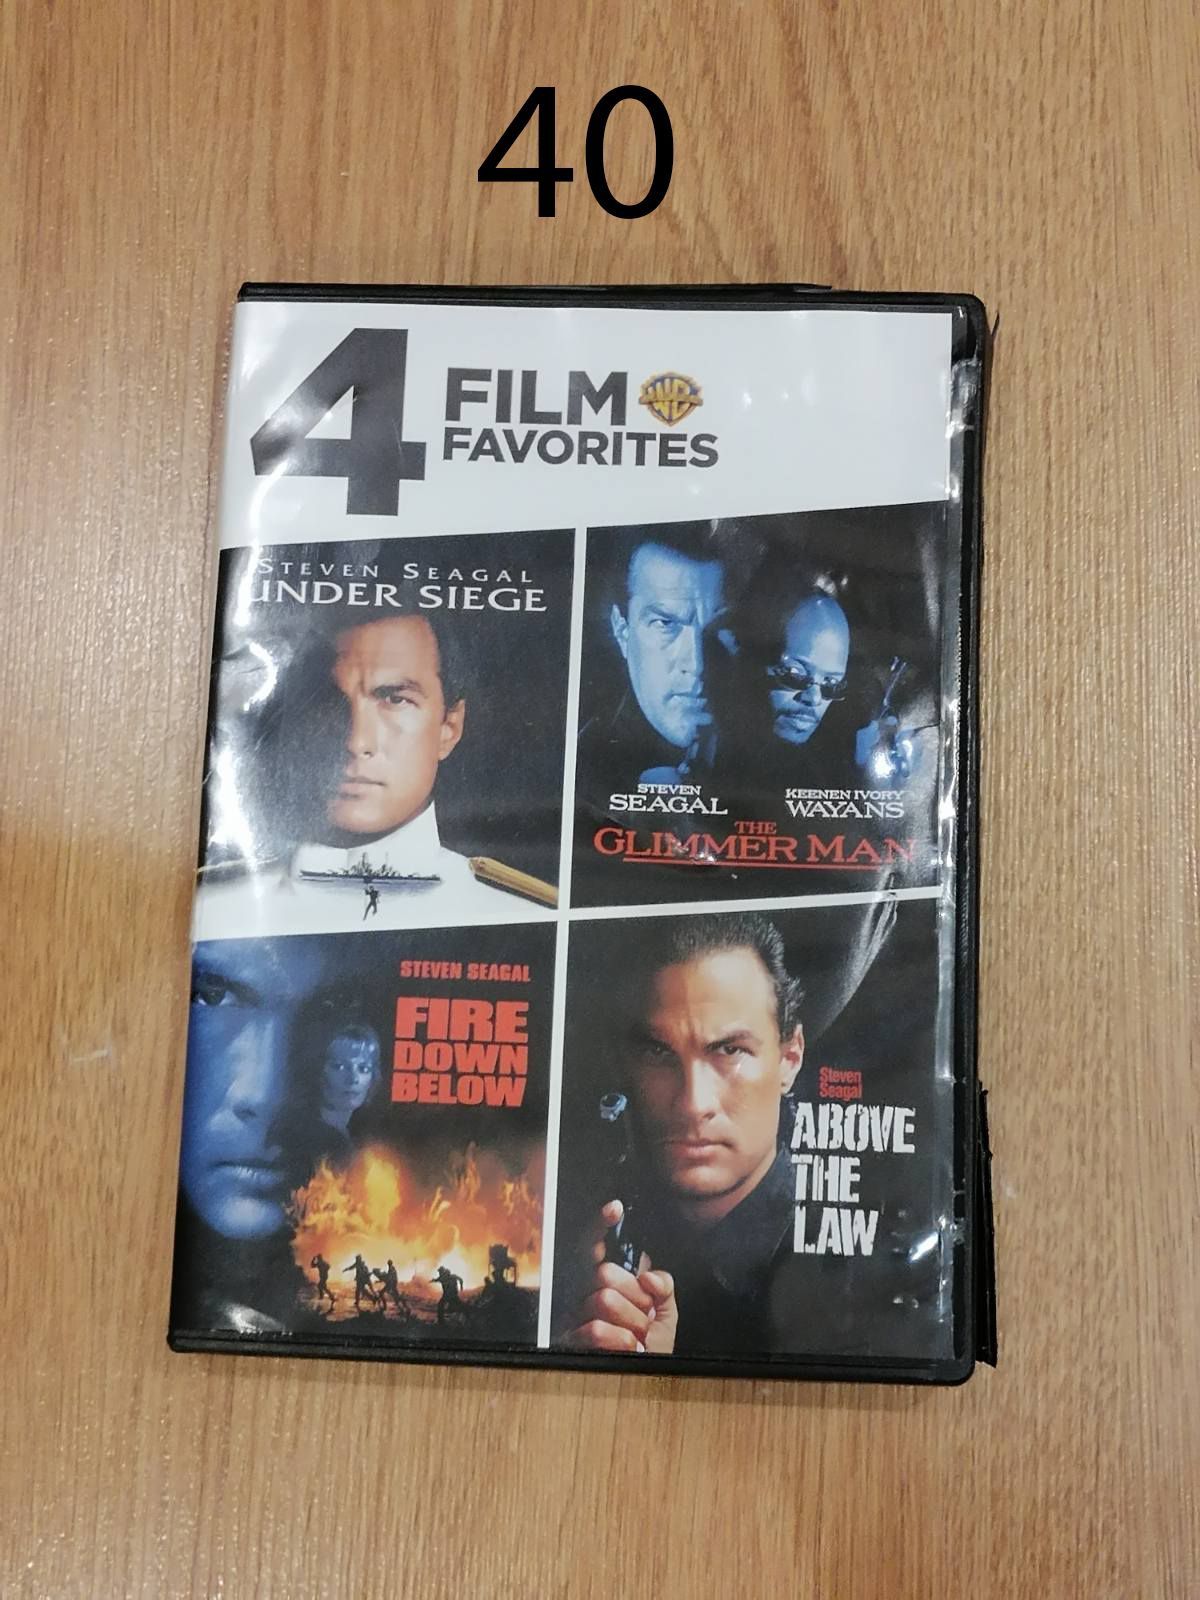 40
4
FILM WB
FAVORITES
STEVEN SEAGAL
UNDER SIEGE
STEVEN
SEAGAL
KEENEN IVORY
WAYANS
THE
GLIMMER MAN
STEVEN SEAGAL
FIRE
DOWN
BELOW
Steven
Seagal
ABOVE
THE
LAW